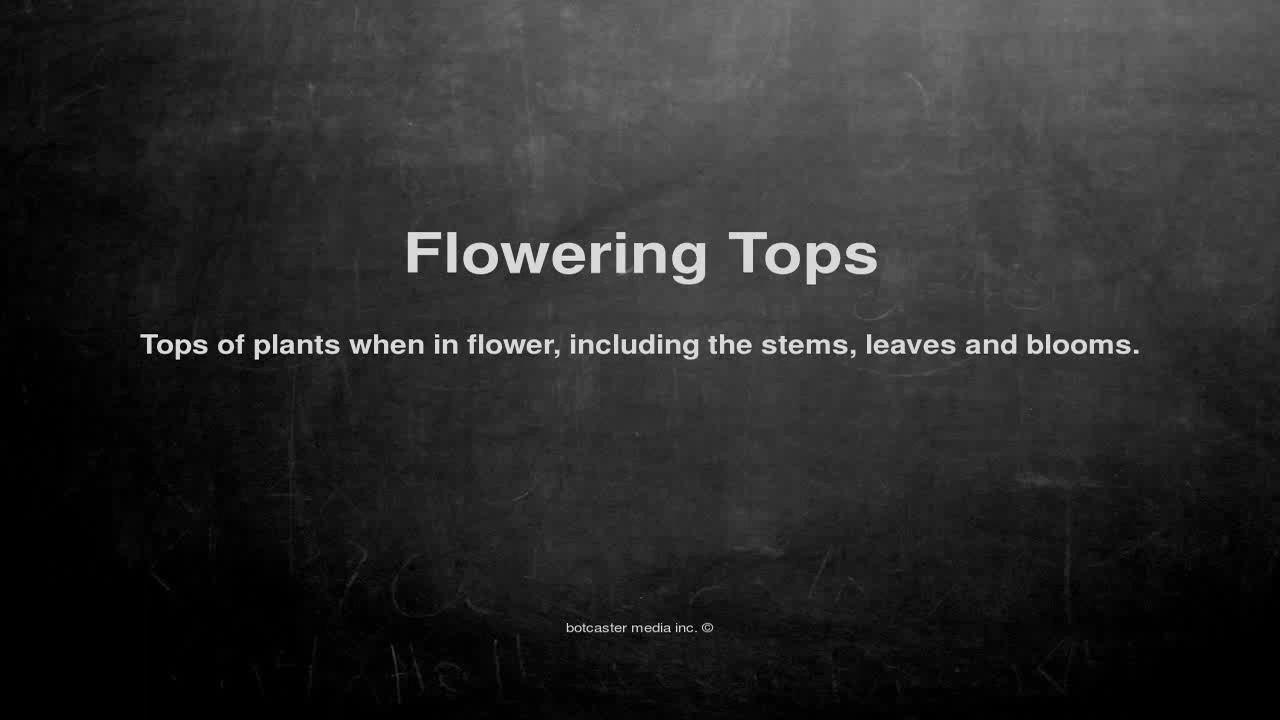 Flowering Tops
Tops of plants when in flower, including the stems, leaves and blooms.
botcaster media inc. ©